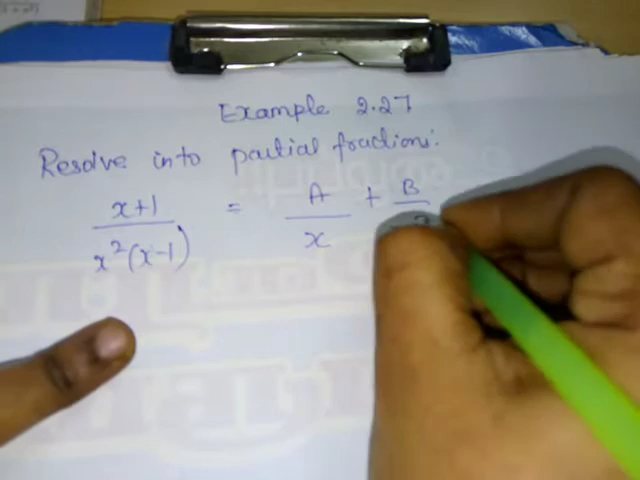 Example 2.27
Resolve into partial fractions:
x+1 / x²(x-1) = A / x + B /